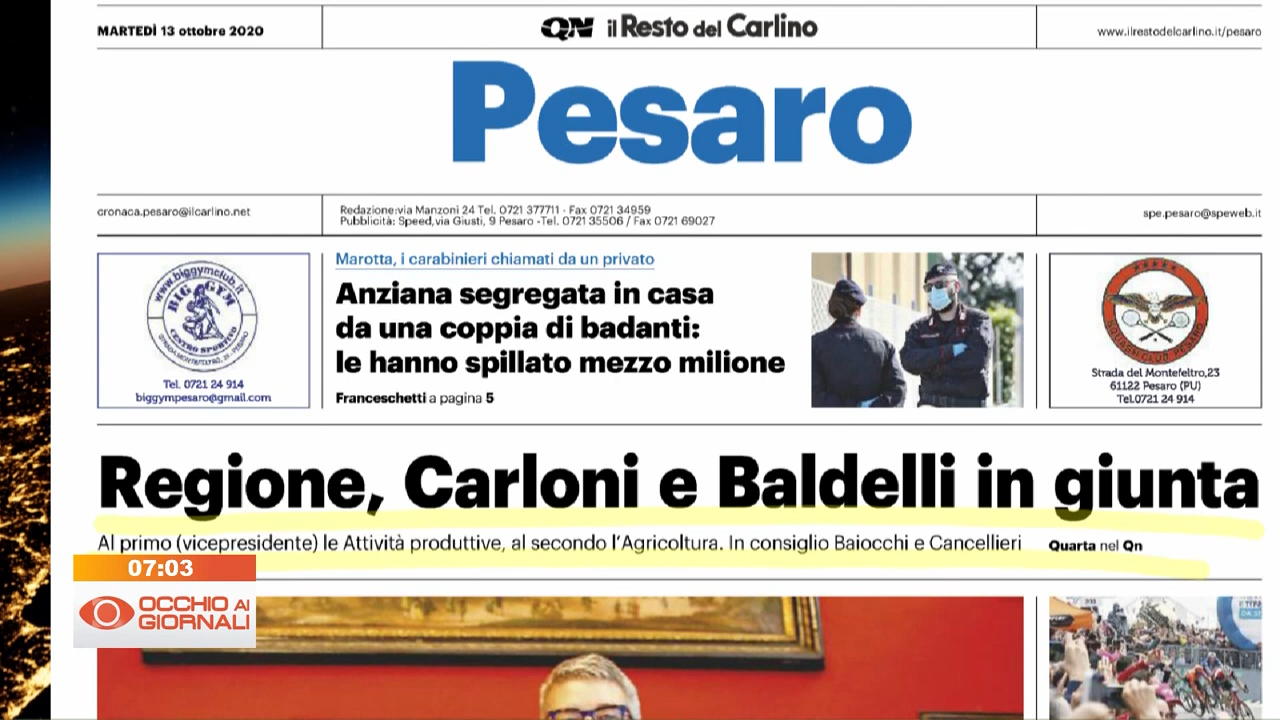 MARTEDÌ 13 ottobre 2020
QN il Resto del Carlino
www.ilrestodelcarlino.it/pesaro
Pesaro
cronaca.pesaro@ilcarlino.net
Redazione:via Manzoni 24 Tel. 0721 377711 - Fax 0721 34959
Pubblicità: Speed,via Giusti, 9 Pesaro -Tel. 0721 35506 / Fax 0721 69027
spe.pesaro@speweb.it
www.biggymclub.it
BIG GYM
CENTRO SPORTIVO
Tel. 0721 24 914
biggympesaro@gmail.com
Marotta, i carabinieri chiamati da un privato
Anziana segregata in casa
da una coppia di badanti:
le hanno spillato mezzo milione
Franceschetti a pagina 5
SQUASH CLUB PESARO
Strada del Montefeltro,23
61122 Pesaro (PU)
Tel.0721 24 914
Regione, Carloni e Baldelli in giunta
Al primo (vicepresidente) le Attività produttive, al secondo l'Agricoltura. In consiglio Baiocchi e Cancellieri
Quarta nel Qn
07:03
OCCHIO AI
GIORNALI